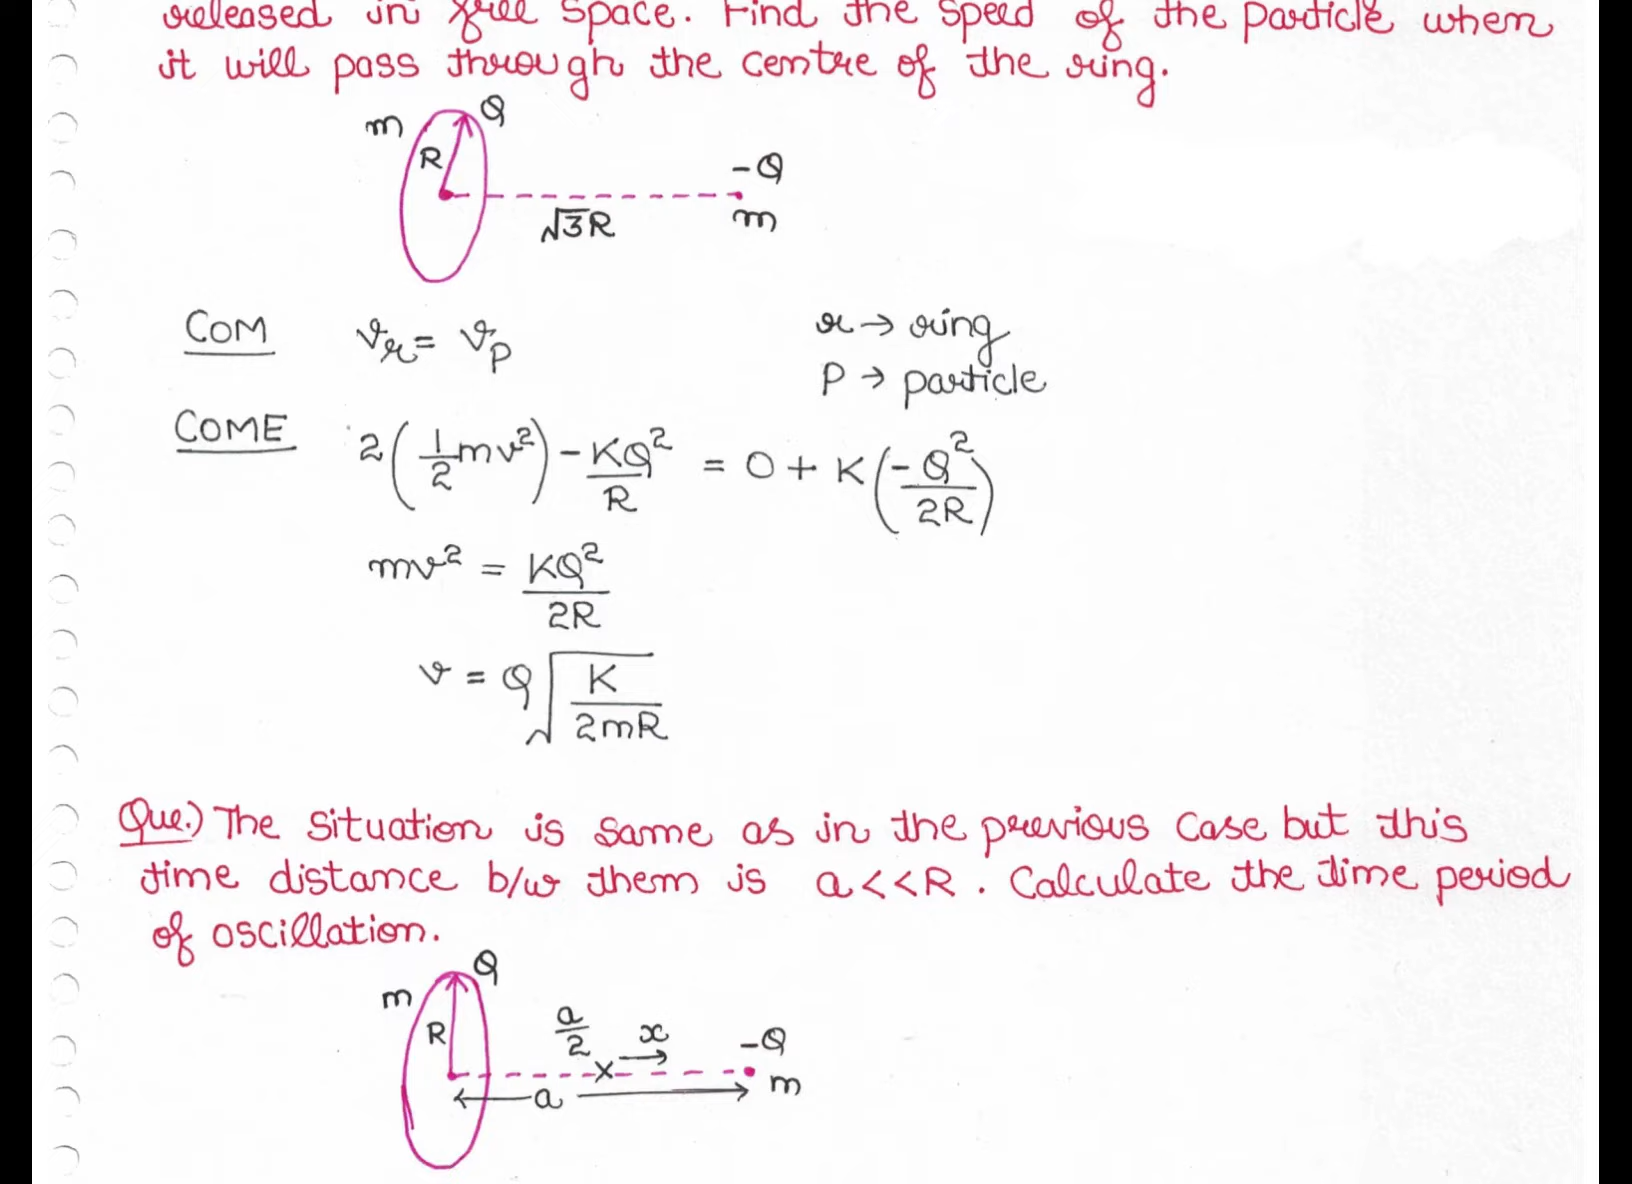 released in free space. Find the speed of the particle when
it will pass through the centre of the ring.
m Q
R
-Q
√3R m
COM v_r = v_p r → ring
P → particle
COME 2(1/2 mv²) - KQ²/R = 0 + K(-Q²/2R)
mv² = KQ²/2R
v = Q√(K/2mR)
Que.) The situation is same as in the previous case but this
time distance b/w them is a<<R. Calculate the time period
of oscillation.
Q
m
R a/2 x -Q
x m
a